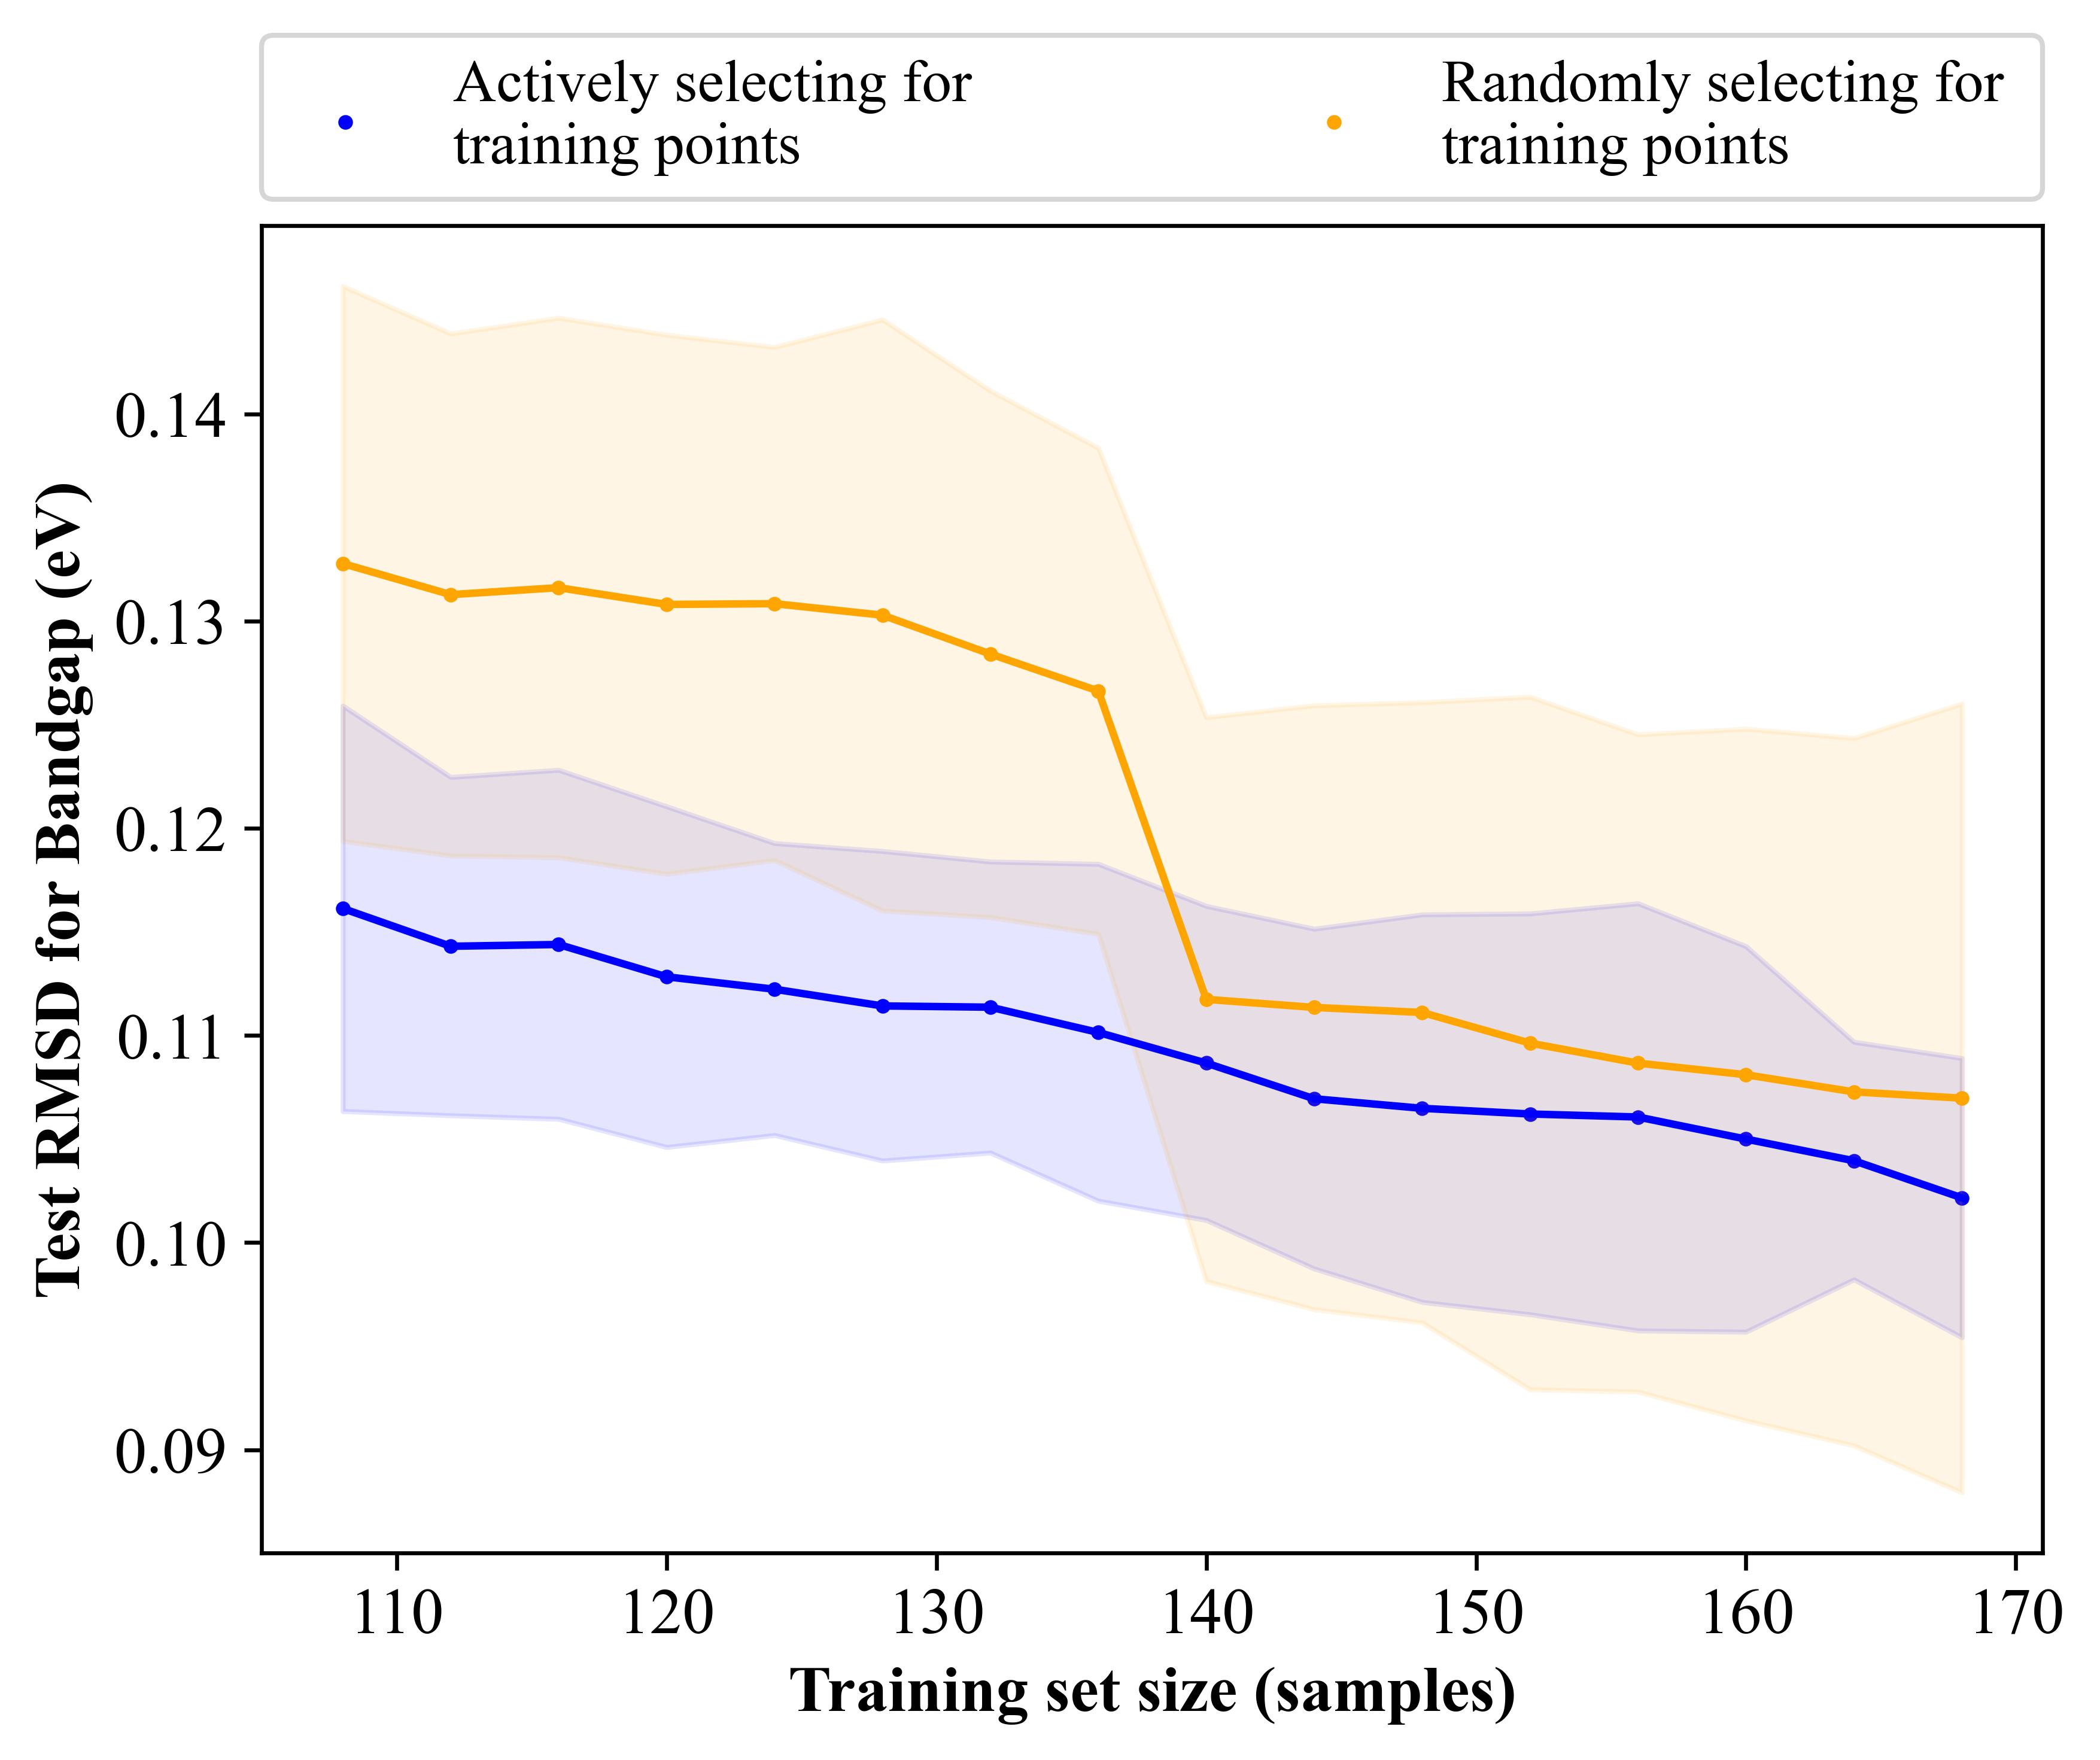 Actively selecting for
training points
Randomly selecting for
training points
Test RMSD for Bandgap (eV)
0.14
0.13
0.12
0.11
0.10
0.09
110 120 130 140 150 160 170
Training set size (samples)